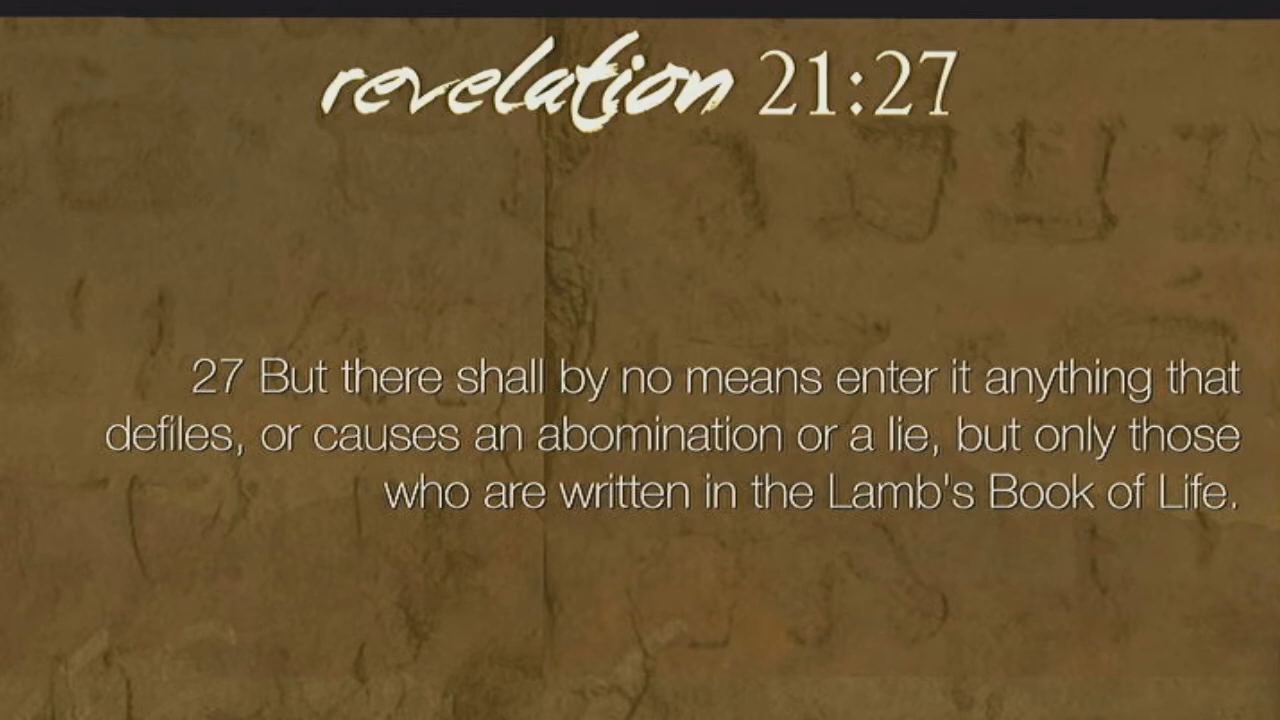 revelation 21:27
27 But there shall by no means enter it anything that
defiles, or causes an abomination or a lie, but only those
who are written in the Lamb's Book of Life.